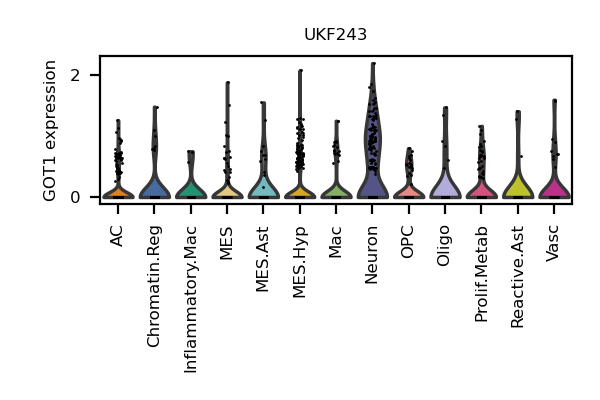 UKF243
GOT1 expression
2
0
AC
Chromatin.Reg
Inflammatory.Mac
MES
MES.Ast
MES.Hyp
Mac
Neuron
OPC
Oligo
Prolif.Metab
Reactive.Ast
Vasc